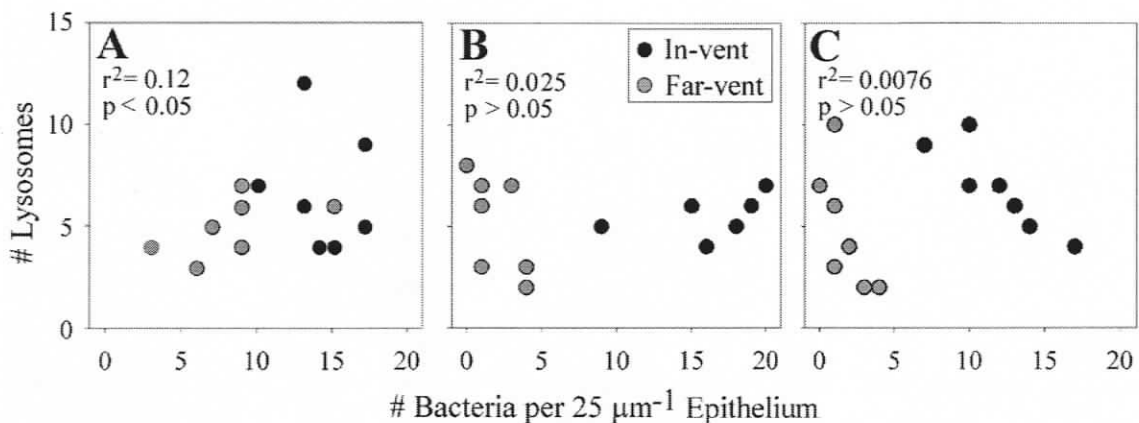 15
10
5
0
# Lysosomes
A
r²= 0.12
p < 0.05
B
r²= 0.025
p > 0.05
In-vent
Far-vent
C
r²= 0.0076
p > 0.05
0 5 10 15 20
0 5 10 15 20
0 5 10 15 20
# Bacteria per 25 µm⁻¹ Epithelium